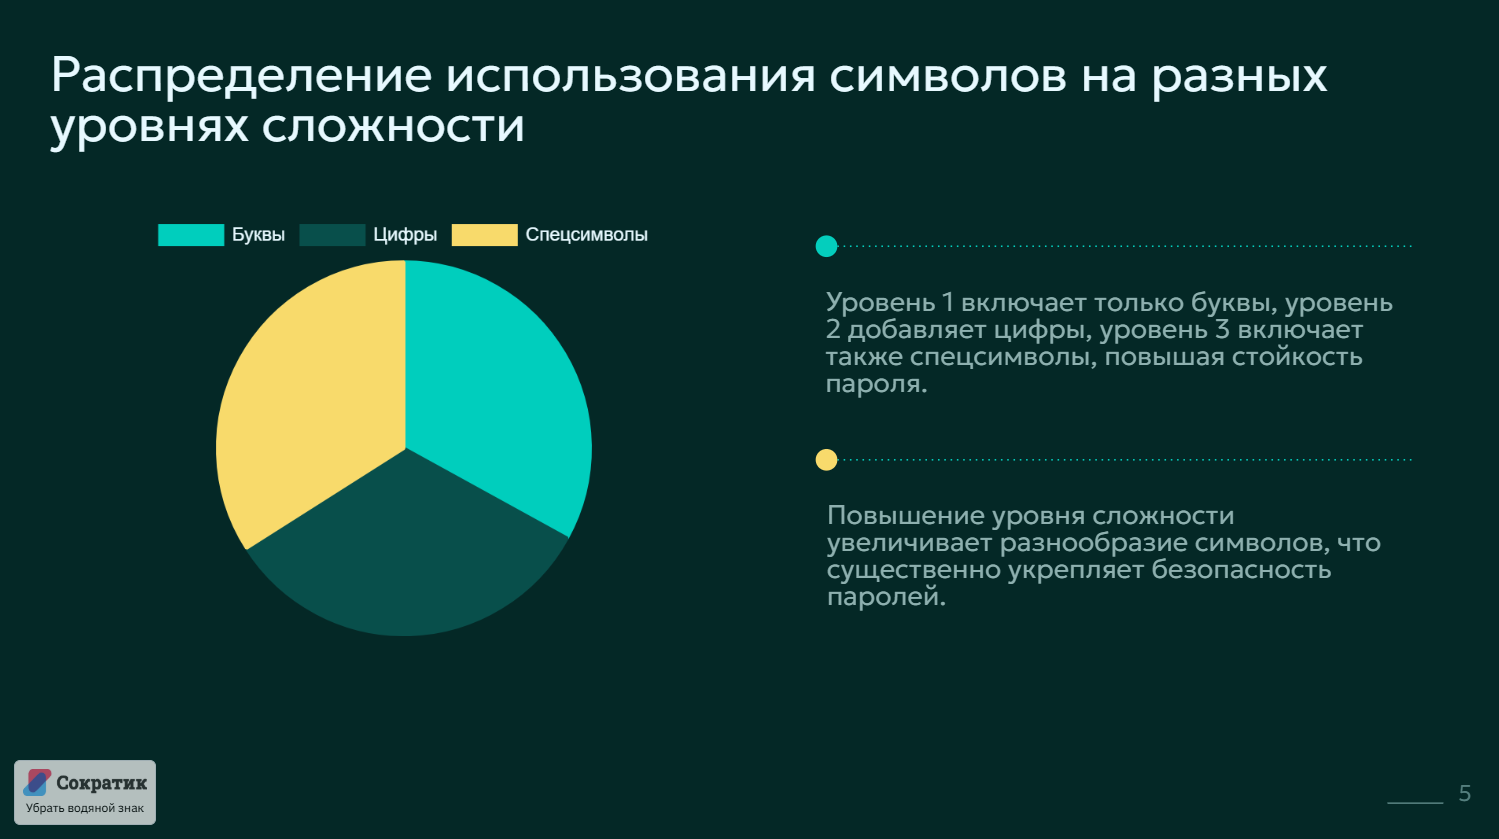 Распределение использования символов на разных
уровнях сложности
Буквы Цифры Спецсимволы
Уровень 1 включает только буквы, уровень
2 добавляет цифры, уровень 3 включает
также спецсимволы, повышая стойкость
пароля.
Повышение уровня сложности
увеличивает разнообразие символов, что
существенно укрепляет безопасность
паролей.
Сократик
Убрать водяной знак
5